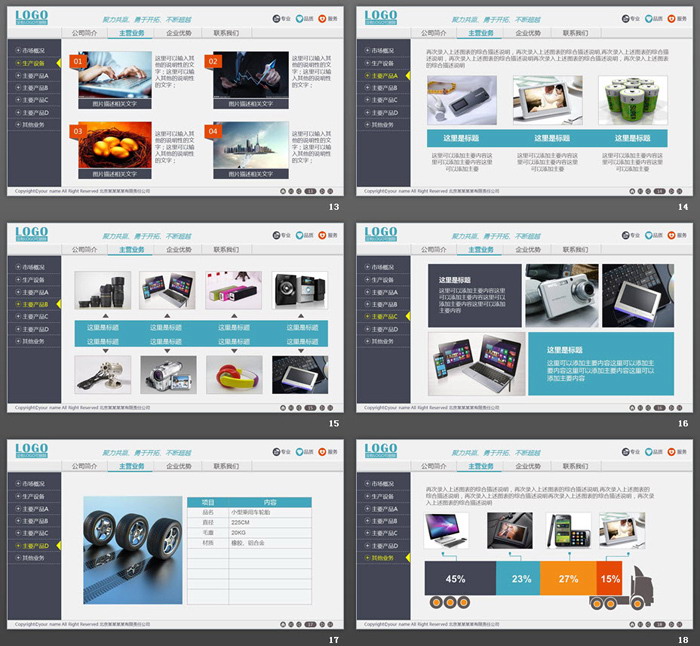 LOGO
聚力共赢、勇于开拓、不断超越
专业 品质 服务
公司简介 主营业务 企业优势 联系我们
市场概况
生产设备
主要产品A
主要产品B
主要产品C
主要产品D
其他业务
01
图片描述相关文字
这里可以输入其他的说明性的文字；这里可以输入其他的说明性的文字；
02
图片描述相关文字
这里可以输入其他的说明性的文字；这里可以输入其他的说明性的文字；
03
图片描述相关文字
这里可以输入其他的说明性的文字；这里可以输入其他的说明性的文字；
04
图片描述相关文字
这里可以输入其他的说明性的文字；这里可以输入其他的说明性的文字；
Copyright©your name All Right Reserved 北京某某某某有限责任公司
13
LOGO
聚力共赢、勇于开拓、不断超越
专业 品质 服务
公司简介 主营业务 企业优势 联系我们
市场概况
生产设备
主要产品A
主要产品B
主要产品C
主要产品D
其他业务
再次录入上述图表的综合描述说明，再次录入上述图表的综合描述说明,再次录入上述图表的综合描述说明，再次录入上述图表的综合描述说明再次录入上述图表的综合描述说明，再次录入上述图表的综合描述说明
这里是标题 这里是标题 这里是标题
这里可以添加主要内容这里可以添加主要内容这里可以添加主要
这里可以添加主要内容这里可以添加主要内容这里可以添加主要
这里可以添加主要内容这里可以添加主要内容这里可以添加主要
Copyright©your name All Right Reserved 北京某某某某有限责任公司
14
LOGO
聚力共赢、勇于开拓、不断超越
专业 品质 服务
公司简介 主营业务 企业优势 联系我们
市场概况
生产设备
主要产品A
主要产品B
主要产品C
主要产品D
其他业务
这里是标题 这里是标题 这里是标题 这里是标题
这里是标题 这里是标题 这里是标题 这里是标题
Copyright©your name All Right Reserved 北京某某某某有限责任公司
15
LOGO
聚力共赢、勇于开拓、不断超越
专业 品质 服务
公司简介 主营业务 企业优势 联系我们
市场概况
生产设备
主要产品A
主要产品B
主要产品C
主要产品D
其他业务
这里是标题
这里可以添加主要内容这里可以添加主要内容这里可以添加主要内容这里可以添加主要内容
这里是标题
这里可以添加主要内容这里可以添加主要内容这里可以添加主要内容这里可以添加主要内容
Copyright©your name All Right Reserved 北京某某某某有限责任公司
16
LOGO
聚力共赢、勇于开拓、不断超越
专业 品质 服务
公司简介 主营业务 企业优势 联系我们
市场概况
生产设备
主要产品A
主要产品B
主要产品C
主要产品D
其他业务
项目 内容
品名 小型乘用车轮胎
直径 225CM
毛重 20KG
材质 橡胶，铝合金
Copyright©your name All Right Reserved 北京某某某某有限责任公司
17
LOGO
聚力共赢、勇于开拓、不断超越
专业 品质 服务
公司简介 主营业务 企业优势 联系我们
市场概况
生产设备
主要产品A
主要产品B
主要产品C
主要产品D
其他业务
再次录入上述图表的综合描述说明，再次录入上述图表的综合描述说明,再次录入上述图表的综合描述说明，再次录入上述图表的综合描述说明再次录入上述图表的综合描述说明，再次录入上述图表的综合描述说明
45% 23% 27% 15%
Copyright©your name All Right Reserved 北京某某某某有限责任公司
18